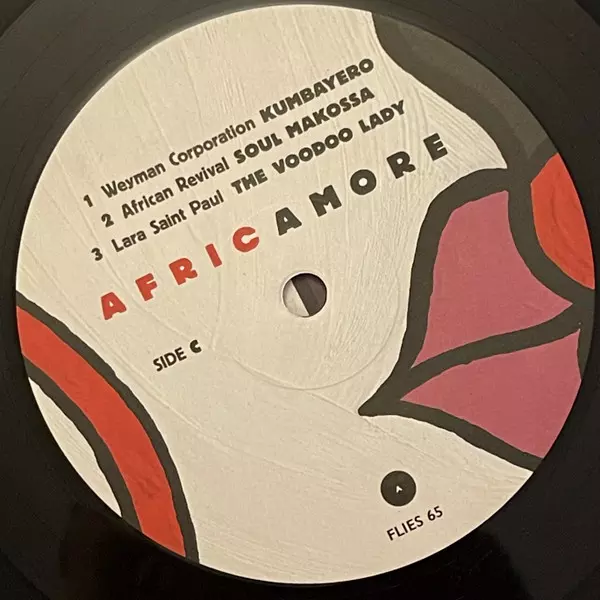 1 Weyman Corporation KUMBAYERO
2 African Revival SOUL MAKOSSA
3 Lara Saint Paul THE VOODOO LADY
AFRICAMORE
SIDE C
A
FLIES 65